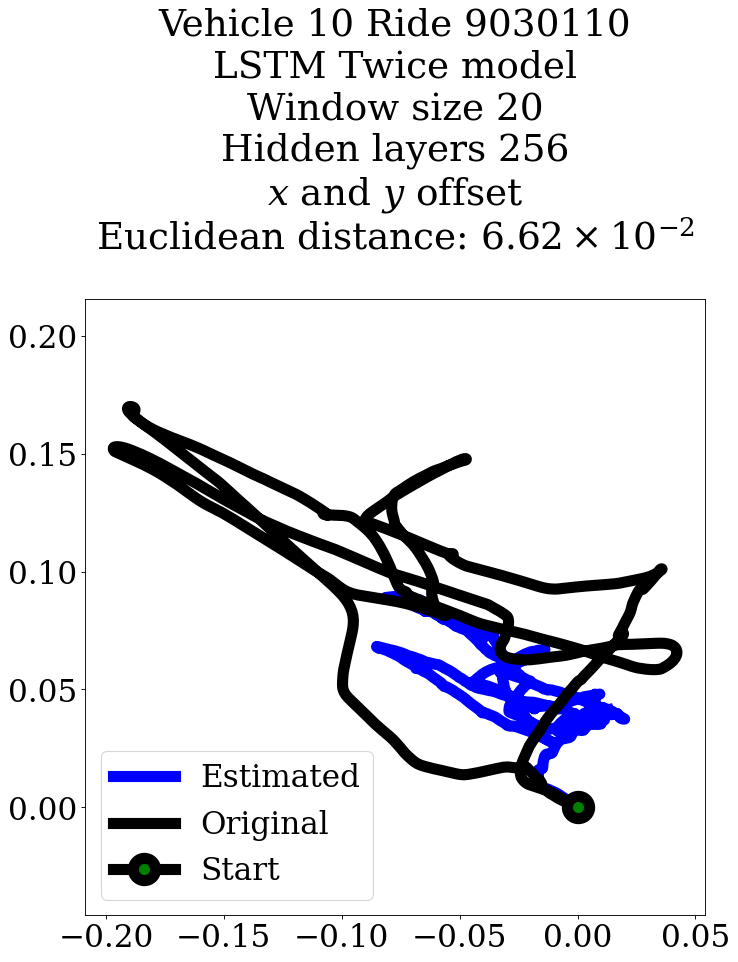 Vehicle 10 Ride 9030110
LSTM Twice model
Window size 20
Hidden layers 256
x and y offset
Euclidean distance: 6.62 × 10⁻²
0.20
0.15
0.10
0.05
0.00
Estimated
Original
Start
−0.20 −0.15 −0.10 −0.05 0.00 0.05